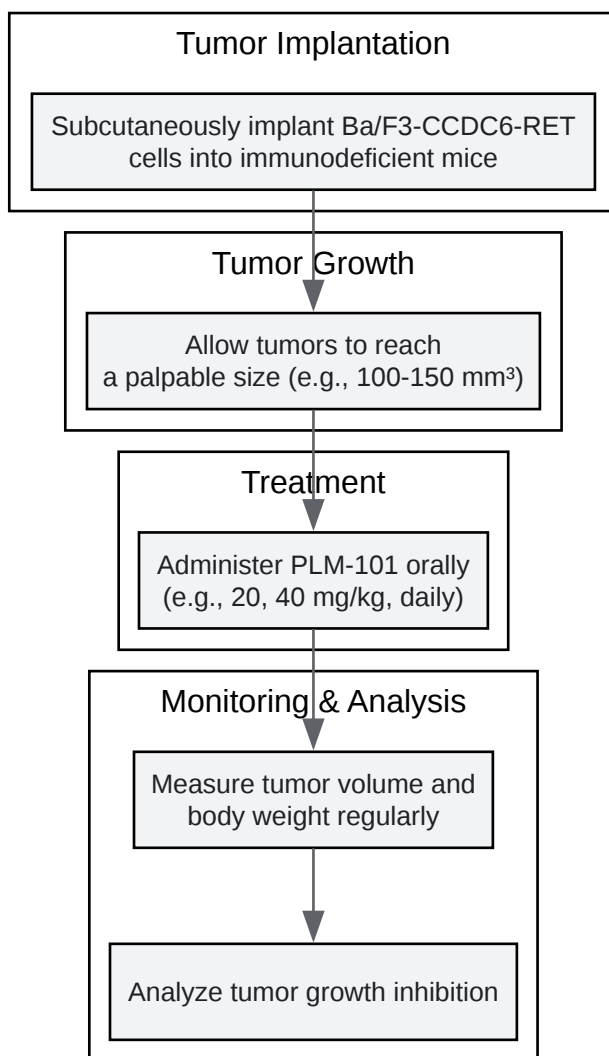 Tumor Implantation
Subcutaneously implant Ba/F3-CCDC6-RET
cells into immunodeficient mice
Tumor Growth
Allow tumors to reach
a palpable size (e.g., 100-150 mm³)
Treatment
Administer PLM-101 orally
(e.g., 20, 40 mg/kg, daily)
Monitoring & Analysis
Measure tumor volume and
body weight regularly
Analyze tumor growth inhibition